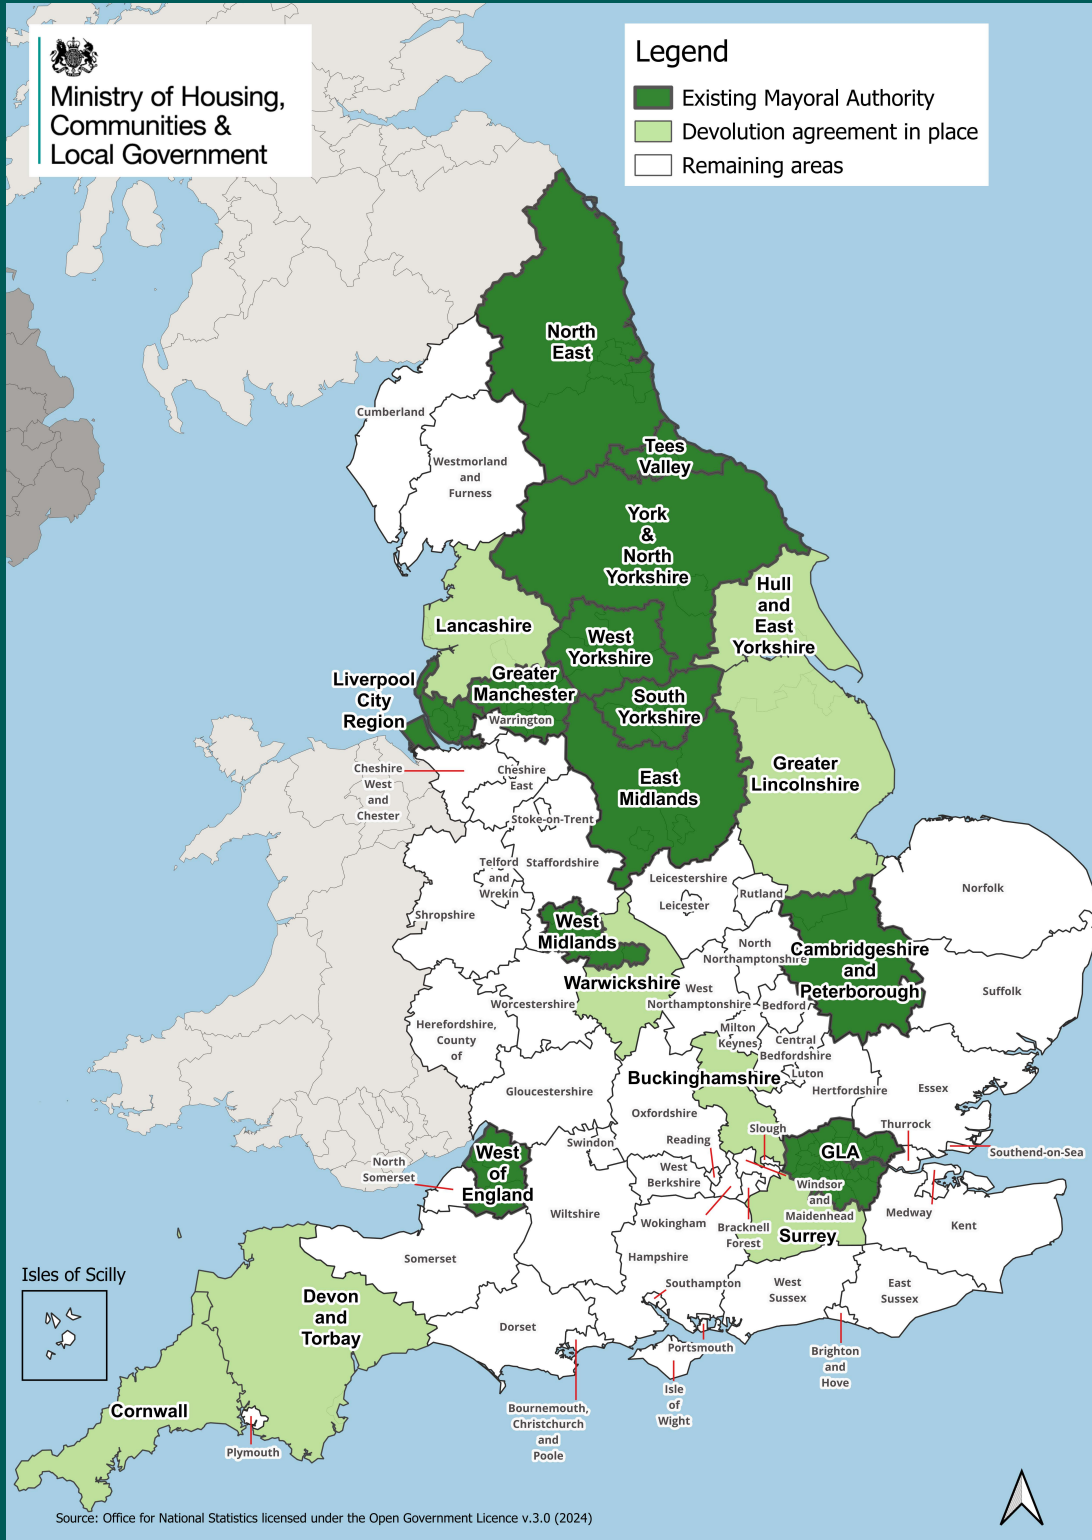 Ministry of Housing,
Communities &
Local Government
Legend
Existing Mayoral Authority
Devolution agreement in place
Remaining areas
North
East
Cumberland
Westmorland
and
Furness
Tees
Valley
York
&
North
Yorkshire
Hull
and
East
Yorkshire
Lancashire
West
Yorkshire
Liverpool
City
Region
Greater
Manchester
South
Yorkshire
Warrington
Cheshire
West
and
Chester
Cheshire
East
East
Midlands
Greater
Lincolnshire
Stoke-on-Trent
Telford
and
Wrekin
Staffordshire
Leicestershire
Leicester
Rutland
Norfolk
Shropshire
West
Midlands
North
Northamptonshire
Cambridgeshire
and
Peterborough
Warwickshire
West
Northamptonshire
Bedford
Suffolk
Worcestershire
Herefordshire,
County
of
Milton
Keynes
Central
Bedfordshire
Luton
Buckinghamshire
Hertfordshire
Essex
Gloucestershire
Oxfordshire
Thurrock
Slough
Swindon
Reading
GLA
Southend-on-Sea
North
Somerset
West
of
England
West
Berkshire
Windsor
and
Maidenhead
Wiltshire
Wokingham
Bracknell
Forest
Medway
Kent
Surrey
Somerset
Hampshire
Isles of Scilly
Southampton
West
Sussex
East
Sussex
Devon
and
Torbay
Dorset
Portsmouth
Brighton
and
Hove
Isle
of
Wight
Cornwall
Bournemouth,
Christchurch
and
Poole
Plymouth
Source: Office for National Statistics licensed under the Open Government Licence v.3.0 (2024)